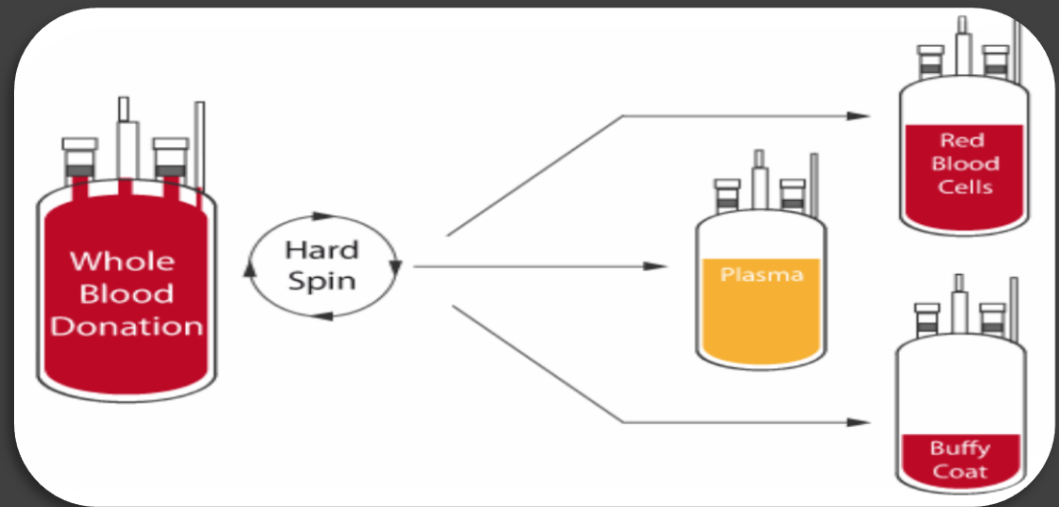 Whole
Blood
Donation
Hard
Spin
Red
Blood
Cells
Plasma
Buffy
Coat